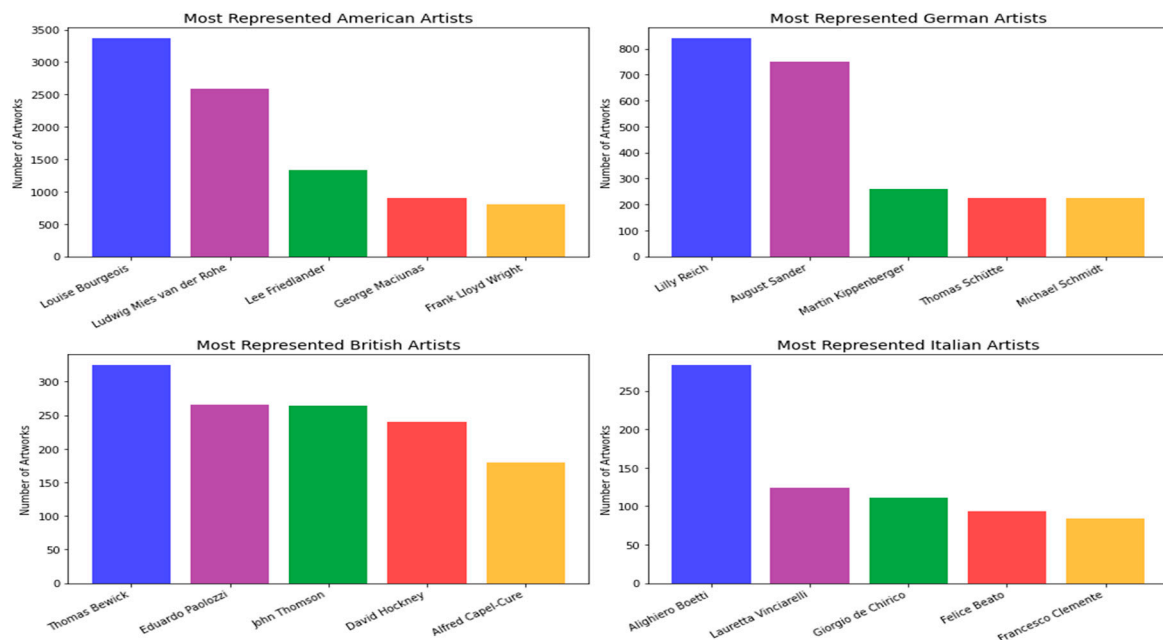 Most Represented American Artists
Number of Artworks
3500
3000
2500
2000
1500
1000
500
0
Louise Bourgeois
Ludwig Mies van der Rohe
Lee Friedlander
George Maciunas
Frank Lloyd Wright
Most Represented German Artists
Number of Artworks
800
700
600
500
400
300
200
100
0
Lilly Reich
August Sander
Martin Kippenberger
Thomas Schütte
Michael Schmidt
Most Represented British Artists
Number of Artworks
300
250
200
150
100
50
0
Thomas Bewick
Eduardo Paolozzi
John Thomson
David Hockney
Alfred Capel-Cure
Most Represented Italian Artists
Number of Artworks
250
200
150
100
50
0
Alighiero Boetti
Lauretta Vinciarelli
Giorgio de Chirico
Felice Beato
Francesco Clemente